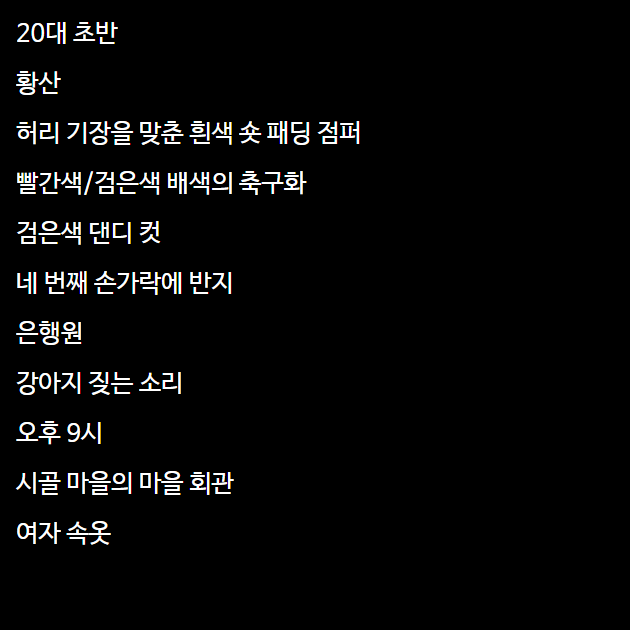 20대 초반
황산
허리 기장을 맞춘 흰색 숏 패딩 점퍼
빨간색/검은색 배색의 축구화
검은색 댄디 컷
네 번째 손가락에 반지
은행원
강아지 짖는 소리
오후 9시
시골 마을의 마을 회관
여자 속옷